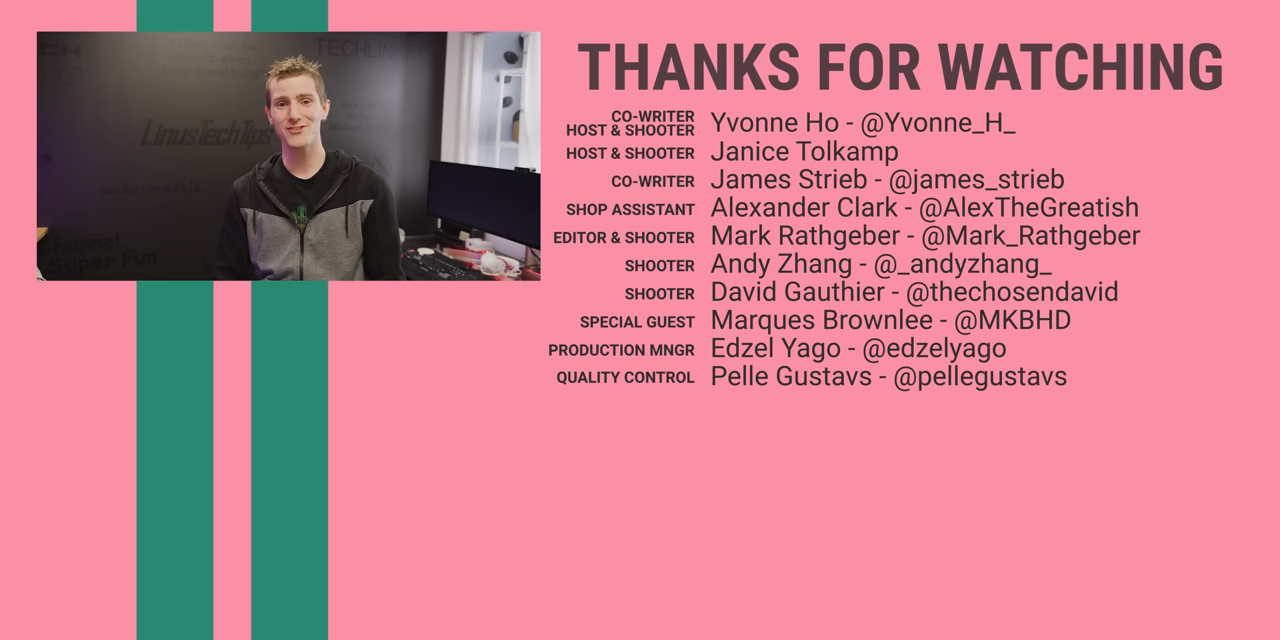 TECHLINKED
LinusTechTips
Channel
Super Fun
THANKS FOR WATCHING
CO-WRITER
HOST & SHOOTER Yvonne Ho - @Yvonne_H_
HOST & SHOOTER Janice Tolkamp
CO-WRITER James Strieb - @james_strieb
SHOP ASSISTANT Alexander Clark - @AlexTheGreatish
EDITOR & SHOOTER Mark Rathgeber - @Mark_Rathgeber
SHOOTER Andy Zhang - @_andyzhang_
SHOOTER David Gauthier - @thechosendavid
SPECIAL GUEST Marques Brownlee - @MKBHD
PRODUCTION MNGR Edzel Yago - @edzelyago
QUALITY CONTROL Pelle Gustavs - @pellegustavs